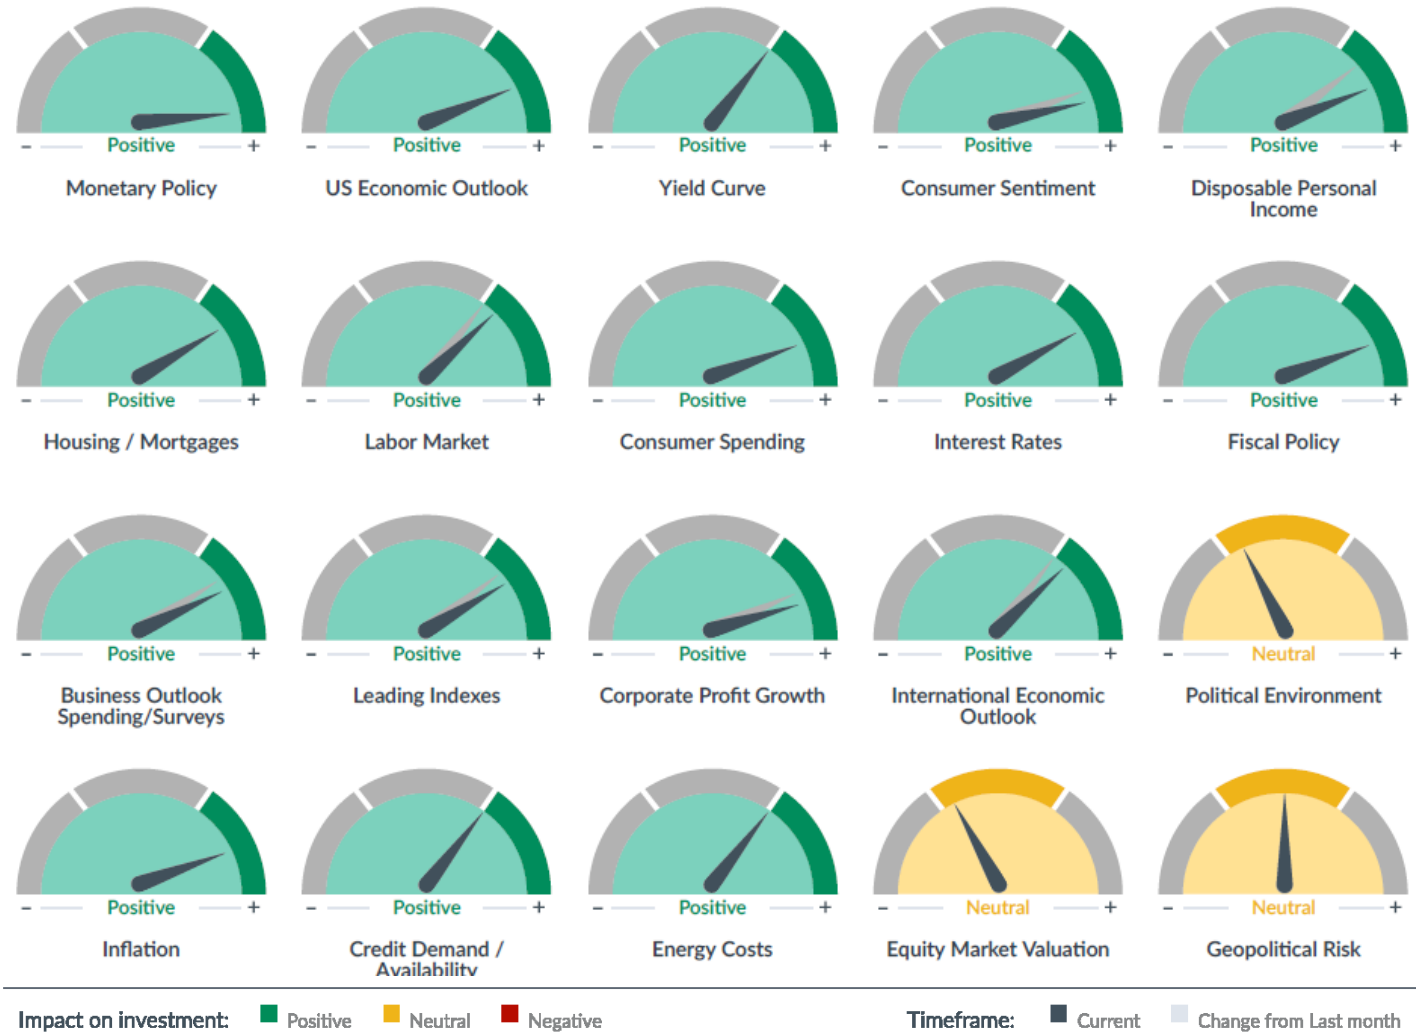 - Positive +
- Positive +
- Positive +
- Positive +
- Positive +
Monetary Policy
US Economic Outlook
Yield Curve
Consumer Sentiment
Disposable Personal
Income
- Positive +
- Positive +
- Positive +
- Positive +
- Positive +
Housing / Mortgages
Labor Market
Consumer Spending
Interest Rates
Fiscal Policy
- Positive +
- Positive +
- Positive +
- Positive +
- Neutral +
Business Outlook
Spending/Surveys
Leading Indexes
Corporate Profit Growth
International Economic
Outlook
Political Environment
- Positive +
- Positive +
- Positive +
- Neutral +
- Neutral +
Inflation
Credit Demand /
Availability
Energy Costs
Equity Market Valuation
Geopolitical Risk
Impact on investment: Positive Neutral Negative
Timeframe: Current Change from Last month